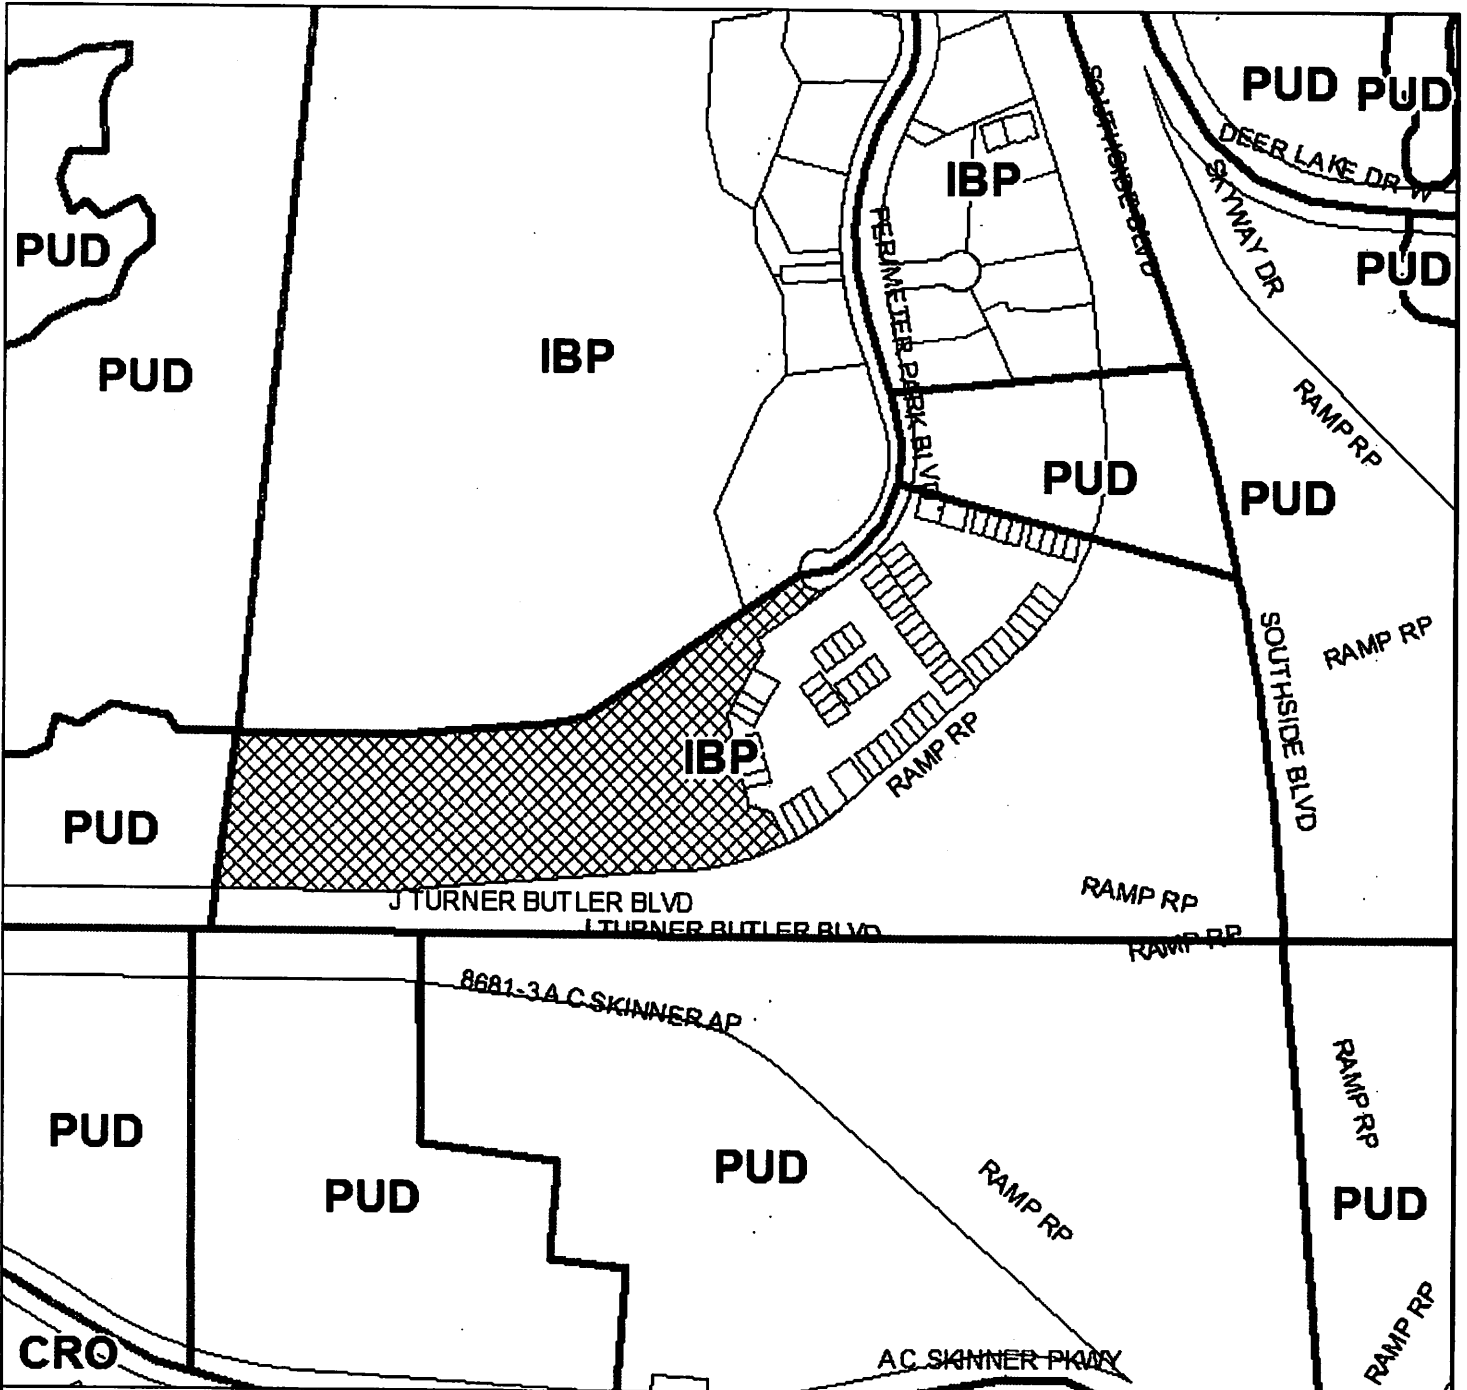 PUD
PUD
DEER LAKE DR W
SOUTHSIDE BLVD
SKYWAY DR
IBP
PUD
PUD
PERIMETER PARK BLVD
IBP
PUD
RAMP RP
PUD
PUD
SOUTHSIDE BLVD
RAMP RP
RAMP RP
IBP
PUD
RAMP RP
J TURNER BUTLER BLVD
J TURNER BUTLER BLVD
RAMP RP
8681-3 A C SKINNER AP
RAMP RP
PUD
PUD
PUD
RAMP RP
PUD
RAMP RP
CRO
A C SKINNER PKWY